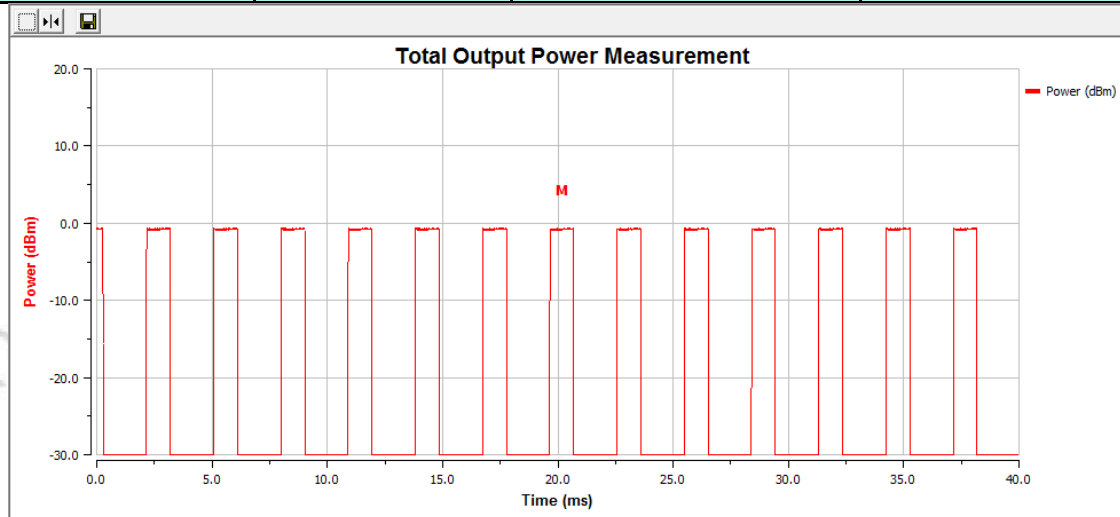 Total Output Power Measurement
20.0
10.0
0.0
-10.0
-20.0
-30.0
Power (dBm)
M
Power (dBm)
0.0 5.0 10.0 15.0 20.0 25.0 30.0 35.0 40.0
Time (ms)